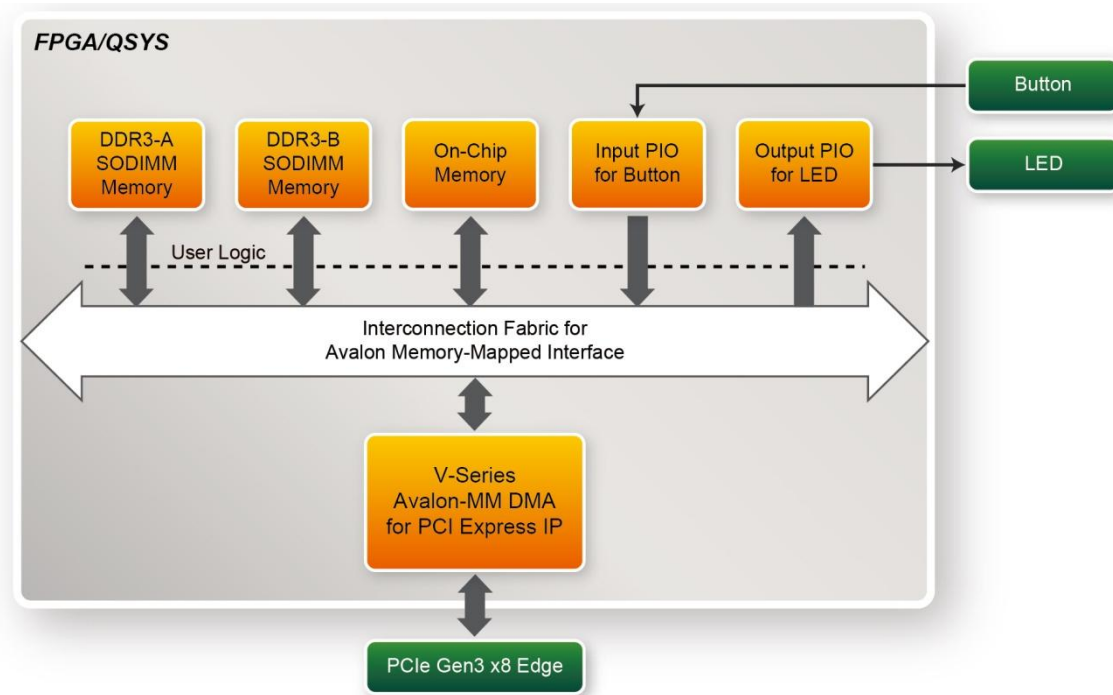 FPGA/QSYS
Button
DDR3-A
SODIMM
Memory
DDR3-B
SODIMM
Memory
On-Chip
Memory
Input PIO
for Button
Output PIO
for LED
LED
User Logic
Interconnection Fabric for
Avalon Memory-Mapped Interface
V-Series
Avalon-MM DMA
for PCI Express IP
PCIe Gen3 x8 Edge